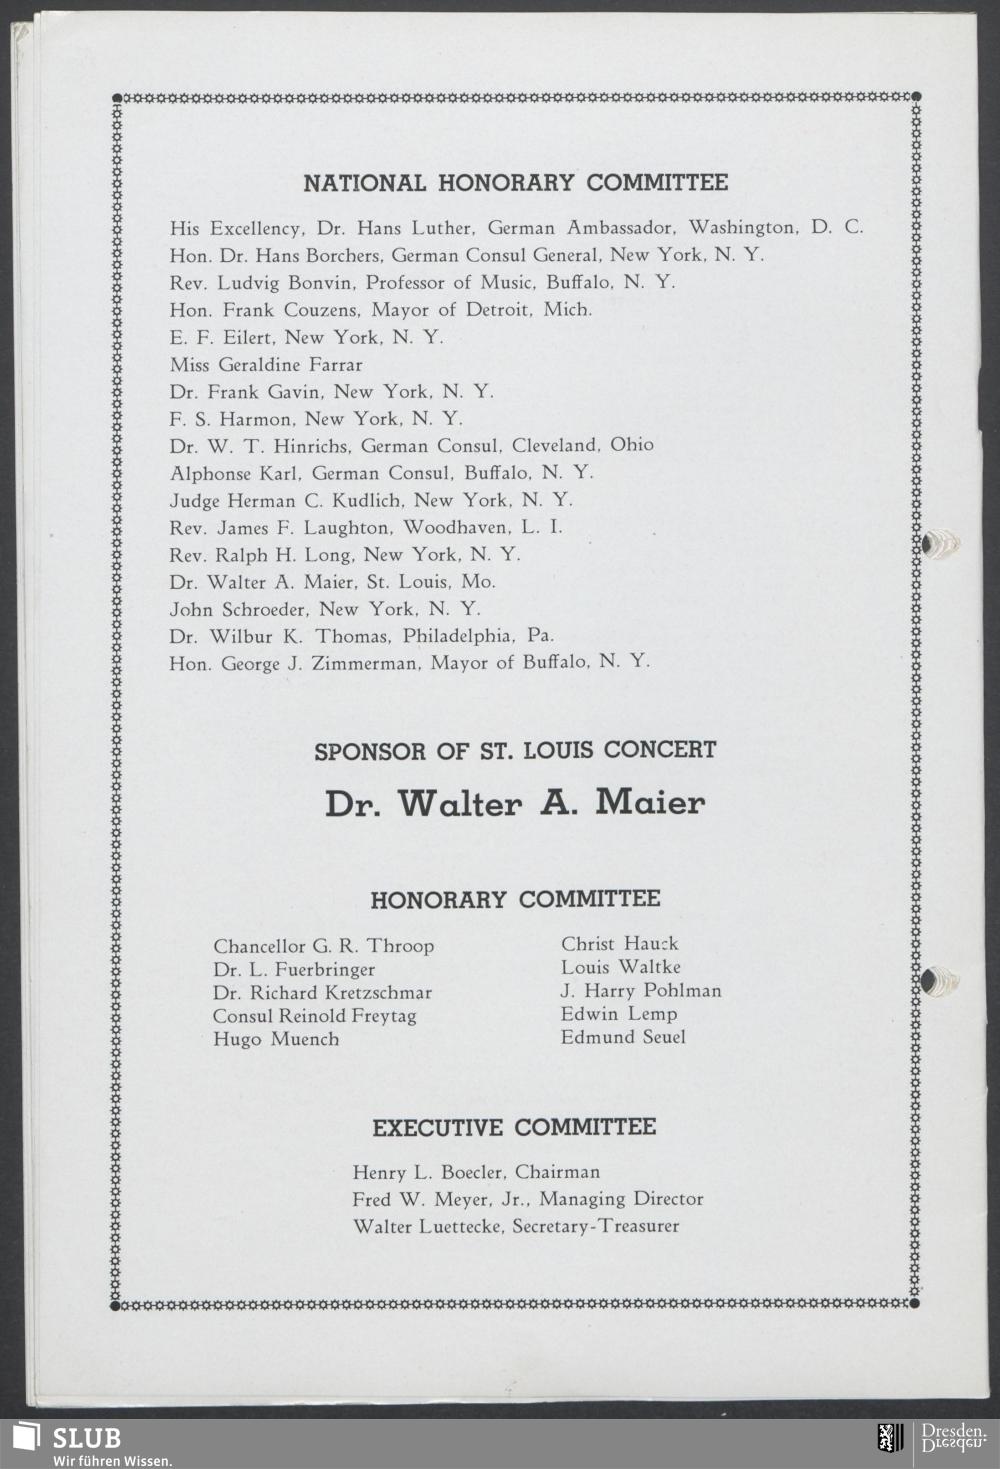 NATIONAL HONORARY COMMITTEE
His Excellency, Dr. Hans Luther, German Ambassador, Washington, D. C.
Hon. Dr. Hans Borchers, German Consul General, New York, N. Y.
Rev. Ludvig Bonvin, Professor of Music, Buffalo, N. Y.
Hon. Frank Couzens, Mayor of Detroit, Mich.
E. F. Eilert, New York, N. Y.
Miss Geraldine Farrar
Dr. Frank Gavin, New York, N. Y.
F. S. Harmon, New York, N. Y.
Dr. W. T. Hinrichs, German Consul, Cleveland, Ohio
Alphonse Karl, German Consul, Buffalo, N. Y.
Judge Herman C. Kudlich, New York, N. Y.
Rev. James F. Laughton, Woodhaven, L. I.
Rev. Ralph H. Long, New York, N. Y.
Dr. Walter A. Maier, St. Louis, Mo.
John Schroeder, New York, N. Y.
Dr. Wilbur K. Thomas, Philadelphia, Pa.
Hon. George J. Zimmerman, Mayor of Buffalo, N. Y.
SPONSOR OF ST. LOUIS CONCERT
Dr. Walter A. Maier
HONORARY COMMITTEE
Chancellor G. R. Throop
Dr. L. Fuerbringer
Dr. Richard Kretzschmar
Consul Reinold Freytag
Hugo Muench
Christ Hauck
Louis Waltke
J. Harry Pohlman
Edwin Lemp
Edmund Seuel
EXECUTIVE COMMITTEE
Henry L. Boecler, Chairman
Fred W. Meyer, Jr., Managing Director
Walter Luettecke, Secretary-Treasurer
SLUB
Wir führen Wissen.
Dresden.
Dresden.